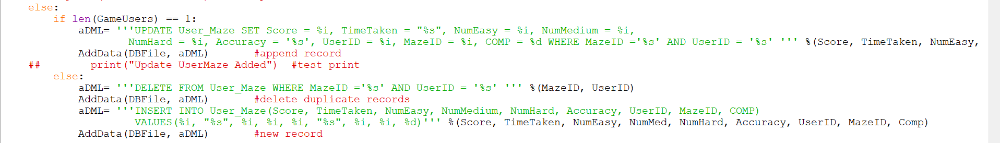 else:
if len(GameUsers) == 1:
aDML= '''UPDATE User_Maze SET Score = %i, TimeTaken = "%s", NumEasy = %i, NumMedium = %i,
NumHard = %i, Accuracy = '%s', UserID = %i, MazeID = %i, COMP = %d WHERE MazeID ='%s' AND UserID = '%s' ''' %(Score, TimeTaken, NumEasy,
AddData(DBFile, aDML) #append record
## print("Update UserMaze Added") #test print
else:
aDML= '''DELETE FROM User_Maze WHERE MazeID ='%s' AND UserID = '%s' ''' %(MazeID, UserID)
AddData(DBFile, aDML) #delete duplicate records
aDML= '''INSERT INTO User_Maze(Score, TimeTaken, NumEasy, NumMedium, NumHard, Accuracy, UserID, MazeID, COMP)
VALUES(%i, "%s", %i, %i, %i, "%s", %i, %i, %d)''' %(Score, TimeTaken, NumEasy, NumMed, NumHard, Accuracy, UserID, MazeID, Comp)
AddData(DBFile, aDML) #new record